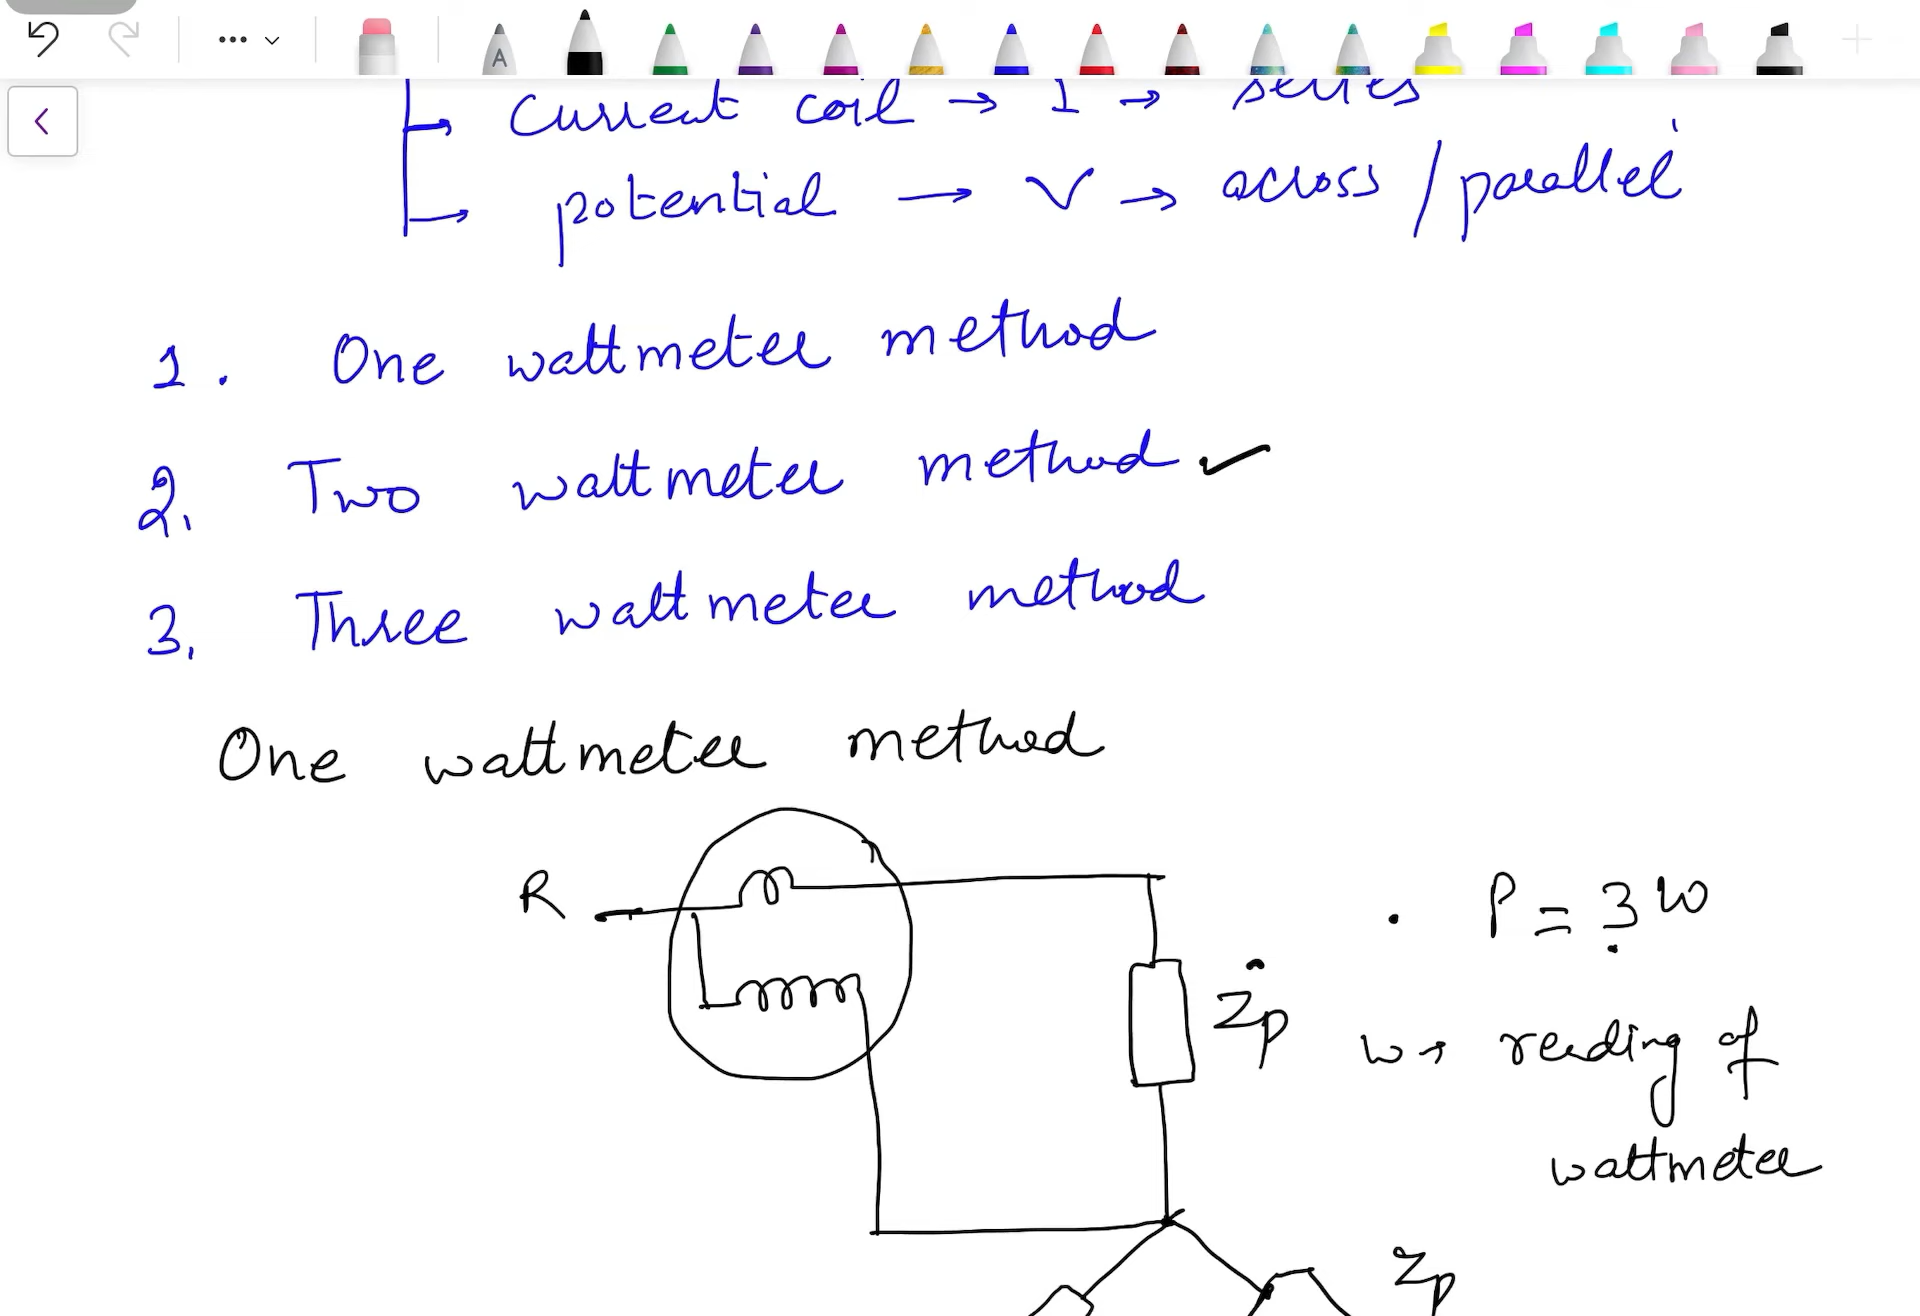 Current coil → I → series
potential → V → across / parallel
1. One wattmeter method
2. Two wattmeter method ✓
3. Three wattmeter method
One wattmeter method
R
P = 3W
Zp
W → reading of
wattmeter
Zp
A